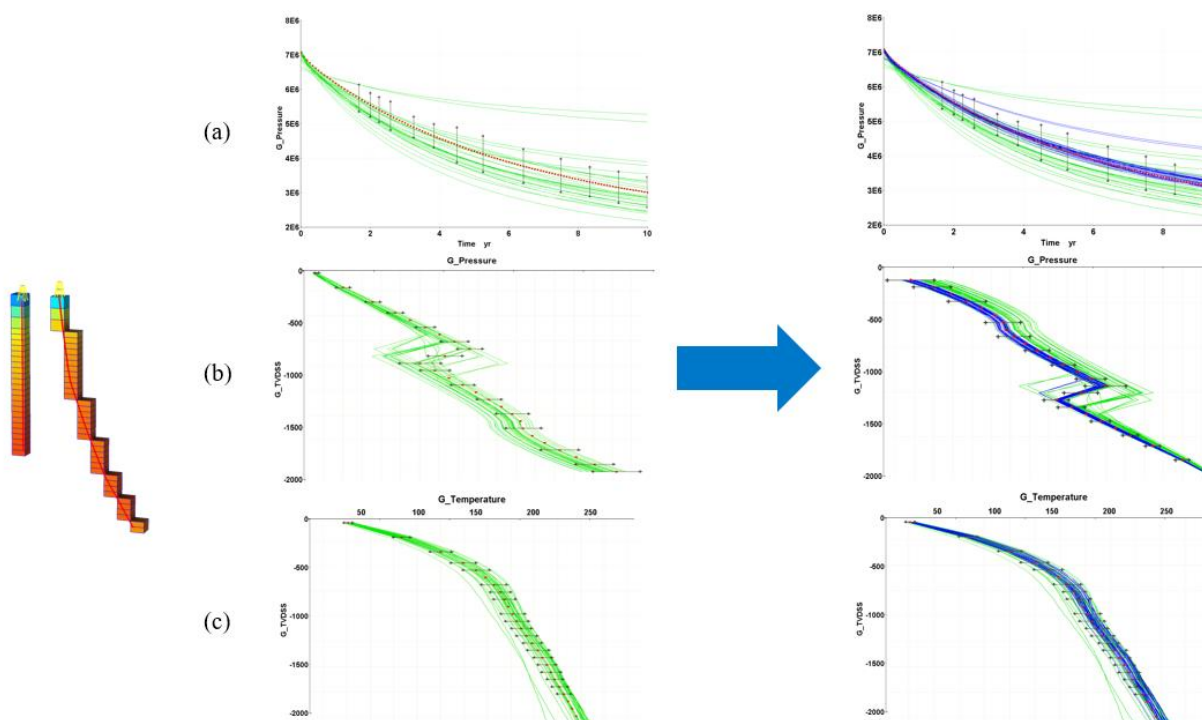 8E6
7E6
6E6
5E6
4E6
3E6
2E6
G_Pressure
0 2 4 6 8 10
Time yr
8E6
7E6
6E6
5E6
4E6
3E6
2E6
G_Pressure
0 2 4 6 8
Time yr
(a)
G_Pressure
0
-500
-1000
-1500
-2000
G_TVDSS
G_Pressure
0
-500
-1000
-1500
-2000
G_TVDSS
(b)
G_Temperature
50 100 150 200 250
0
-500
-1000
-1500
-2000
G_TVDSS
G_Temperature
50 100 150 200 250
0
-500
-1000
-1500
-2000
G_TVDSS
(c)